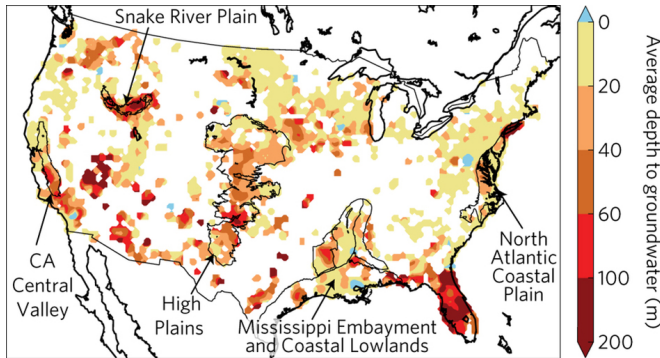 Snake River Plain
CA
Central
Valley
High
Plains
Mississippi Embayment
and Coastal Lowlands
North
Atlantic
Coastal
Plain
0
20
40
60
100
200
Average depth to groundwater (m)